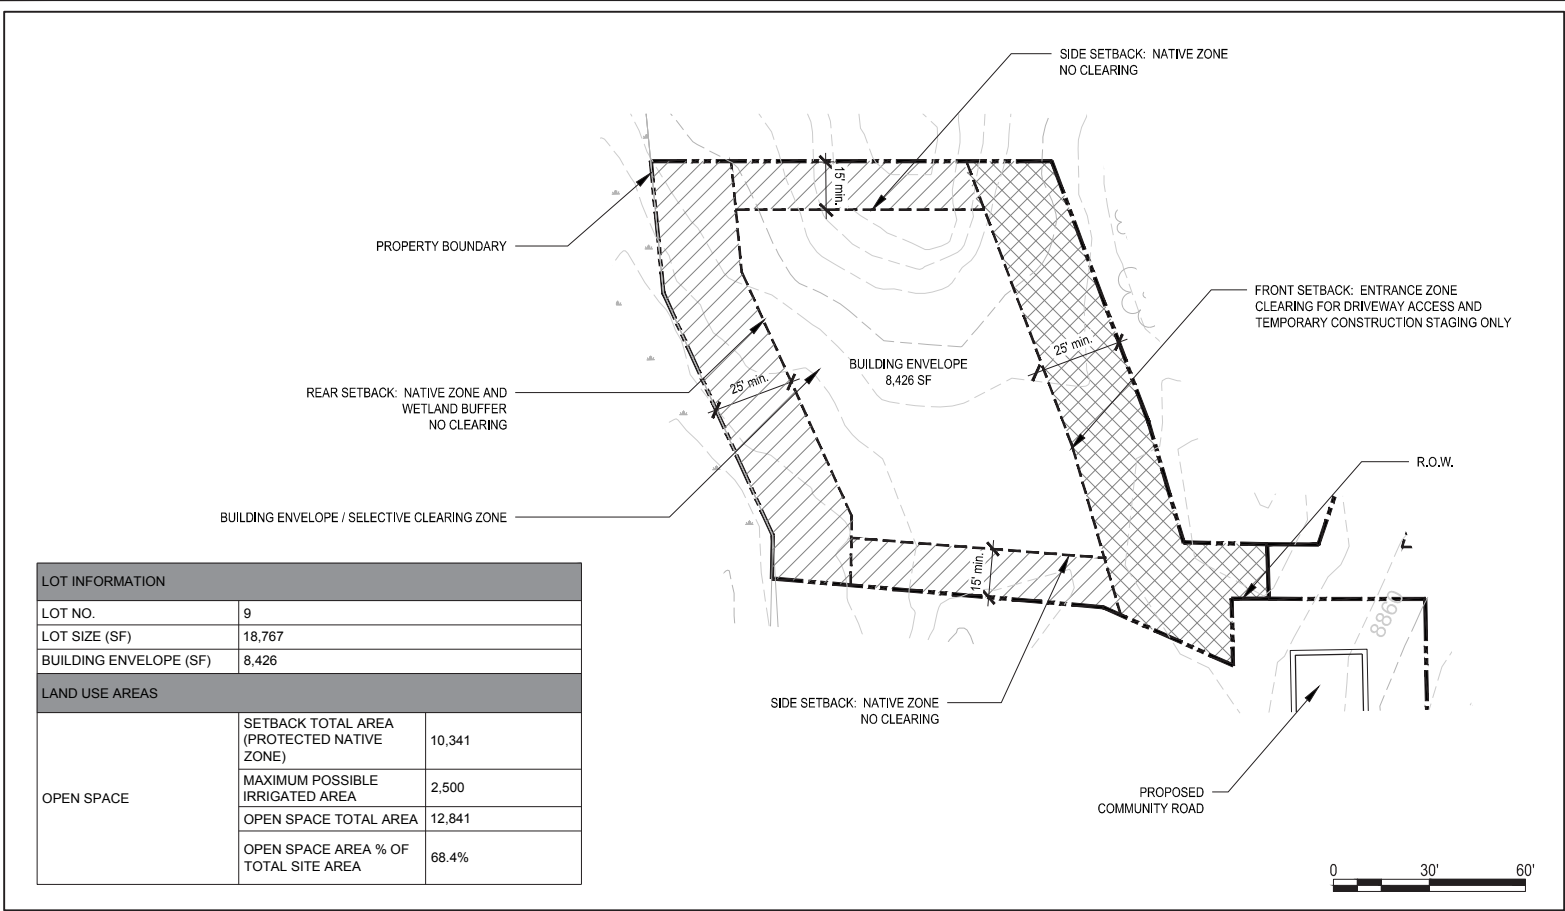 SIDE SETBACK: NATIVE ZONE
NO CLEARING
15' min.
PROPERTY BOUNDARY
FRONT SETBACK: ENTRANCE ZONE
CLEARING FOR DRIVEWAY ACCESS AND
TEMPORARY CONSTRUCTION STAGING ONLY
25' min.
BUILDING ENVELOPE
8,426 SF
REAR SETBACK: NATIVE ZONE AND
WETLAND BUFFER
NO CLEARING
25' min.
R.O.W.
BUILDING ENVELOPE / SELECTIVE CLEARING ZONE
15' min.
8860
SIDE SETBACK: NATIVE ZONE
NO CLEARING
PROPOSED
COMMUNITY ROAD
LOT INFORMATION
LOT NO. 9
LOT SIZE (SF) 18,767
BUILDING ENVELOPE (SF) 8,426
LAND USE AREAS
OPEN SPACE
SETBACK TOTAL AREA
(PROTECTED NATIVE
ZONE)
10,341
MAXIMUM POSSIBLE
IRRIGATED AREA
2,500
OPEN SPACE TOTAL AREA 12,841
OPEN SPACE AREA % OF
TOTAL SITE AREA
68.4%
0 30' 60'